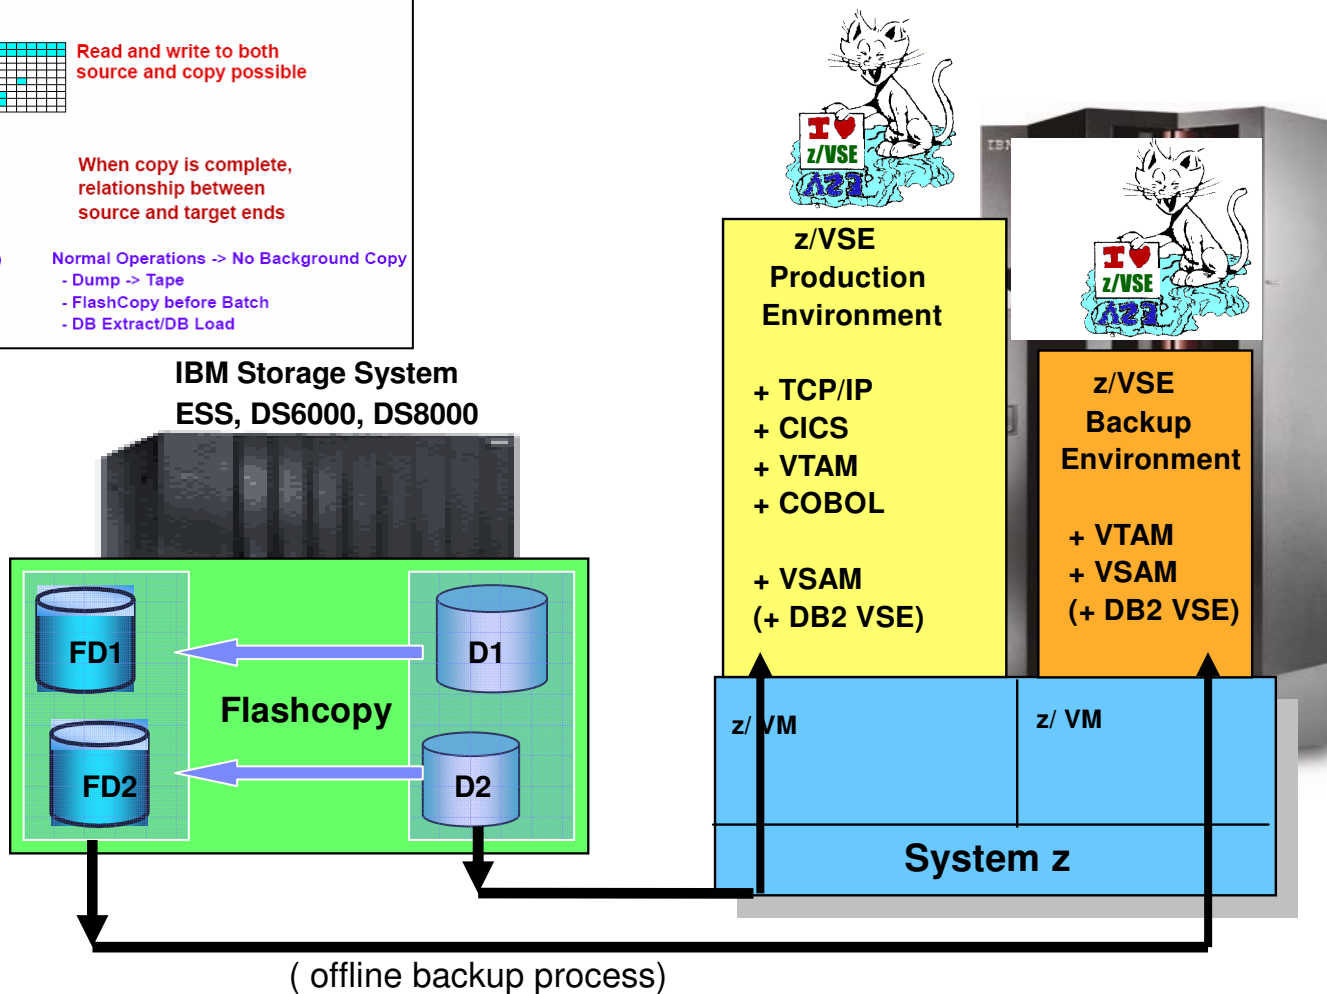 Read and write to both
source and copy possible
When copy is complete,
relationship between
source and target ends
Normal Operations -> No Background Copy
- Dump -> Tape
- FlashCopy before Batch
- DB Extract/DB Load
IBM Storage System
ESS, DS6000, DS8000
FD1
D1
Flashcopy
FD2
D2
( offline backup process)
I ♥
z/VSE
z/VSE
Production
Environment
+ TCP/IP
+ CICS
+ VTAM
+ COBOL
+ VSAM
(+ DB2 VSE)
IBM
I ♥
z/VSE
z/VSE
Backup
Environment
+ VTAM
+ VSAM
(+ DB2 VSE)
z/ VM
z/ VM
System z